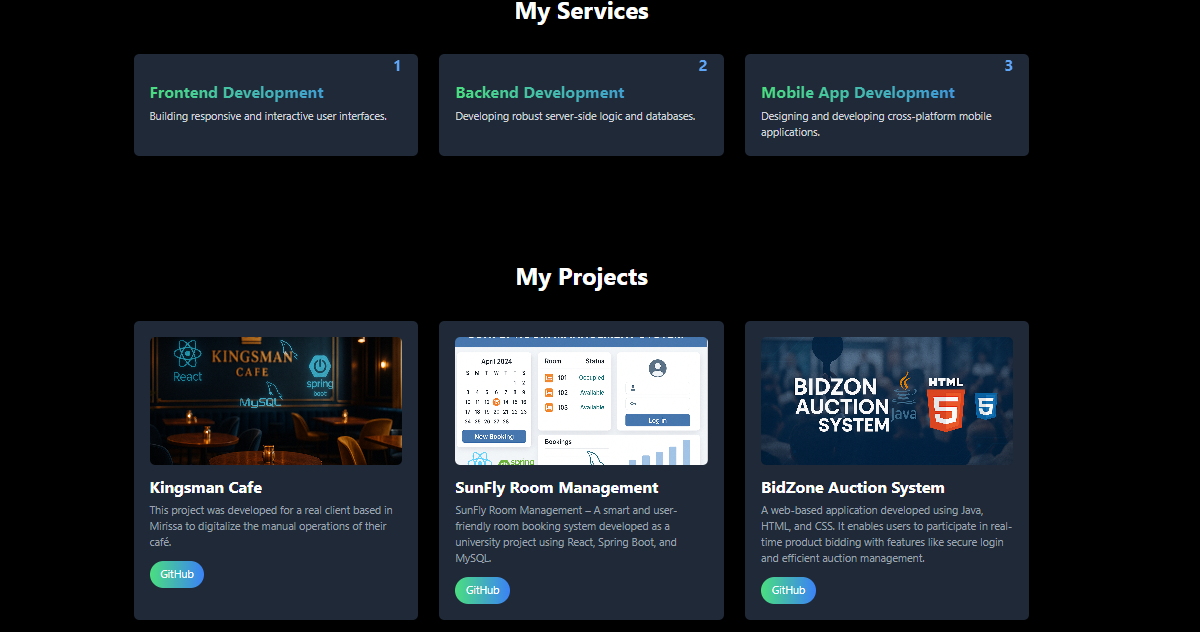 My Services
1
Frontend Development
Building responsive and interactive user interfaces.
2
Backend Development
Developing robust server-side logic and databases.
3
Mobile App Development
Designing and developing cross-platform mobile
applications.
My Projects
React
KINGSMAN
CAFE
MySQL
spring
boot
Kingsman Cafe
This project was developed for a real client based in
Mirissa to digitalize the manual operations of their
café.
GitHub
April 2024
S M T W T F S
New Booking
Room Status
101 Occupied
102 Available
103 Available
Log in
Bookings
spring
SunFly Room Management
SunFly Room Management – A smart and user-
friendly room booking system developed as a
university project using React, Spring Boot, and
MySQL.
GitHub
BIDZON
AUCTION
SYSTEM
Java
HTML
5
5
BidZone Auction System
A web-based application developed using Java,
HTML, and CSS. It enables users to participate in real-
time product bidding with features like secure login
and efficient auction management.
GitHub